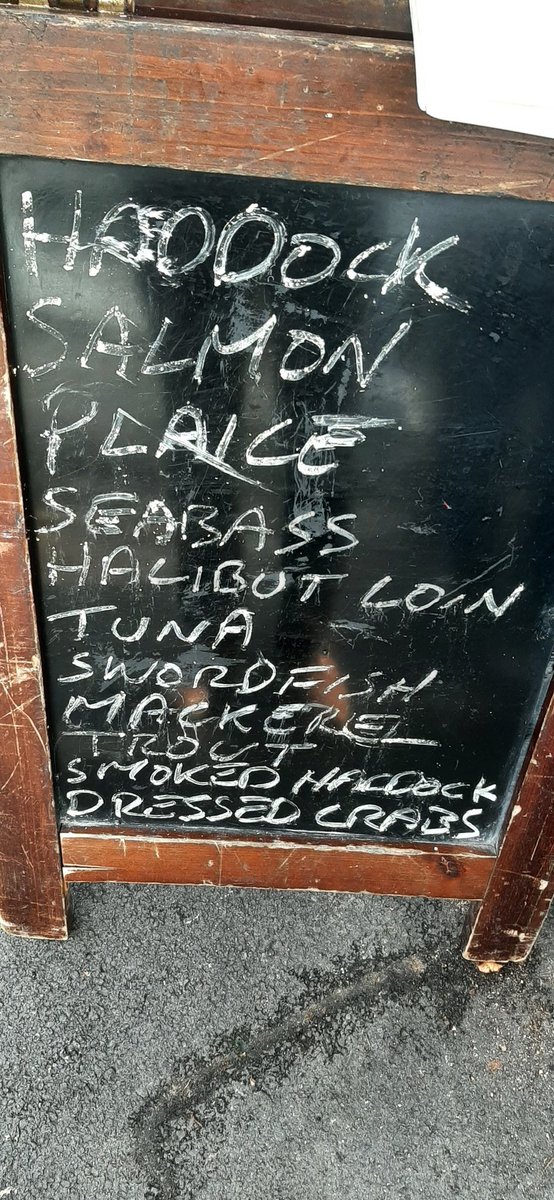 HADDOCK
SALMON
PLAICE
SEABASS
HALIBUT LOIN
TUNA
SWORDFISH
MACKEREL
TROUT
SMOKED HADDOCK
DRESSED CRABS